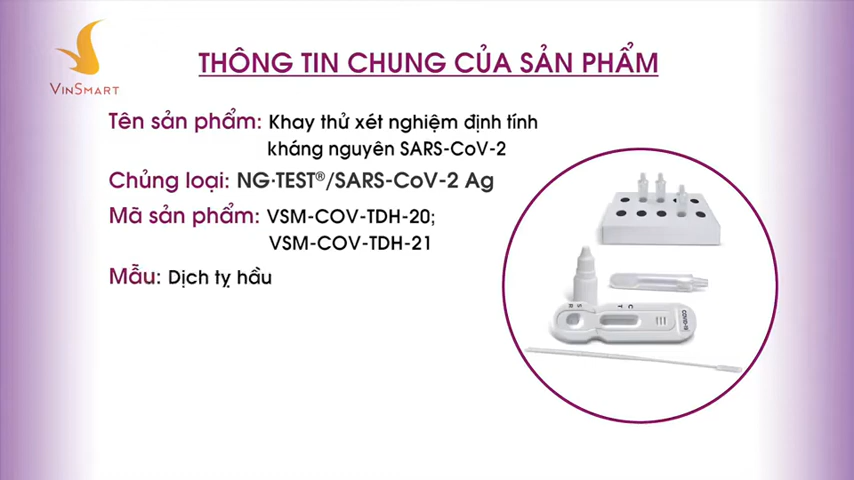 VINSMART
THÔNG TIN CHUNG CỦA SẢN PHẨM
Tên sản phẩm: Khay thử xét nghiệm định tính
kháng nguyên SARS-CoV-2
Chủng loại: NG·TEST®/SARS-CoV-2 Ag
Mã sản phẩm: VSM-COV-TDH-20;
VSM-COV-TDH-21
Mẫu: Dịch tỵ hầu
C
T
S
R
COVID-19